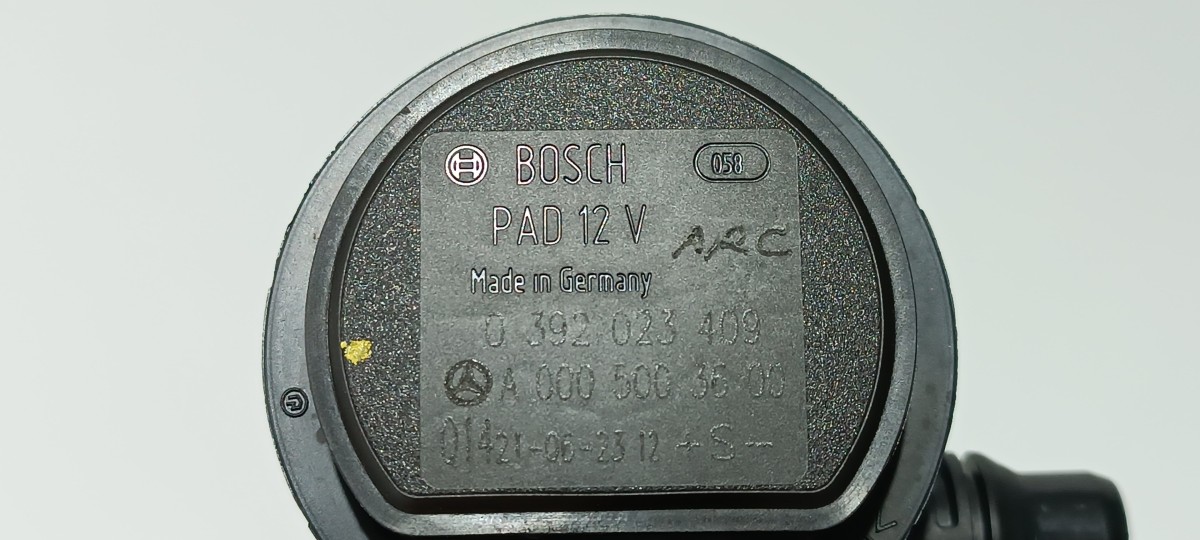 BOSCH 058
PAD 12 V
ARC
Made in Germany
0 392 023 409
A 000 500 36 00
01421-06-23 12 + S -